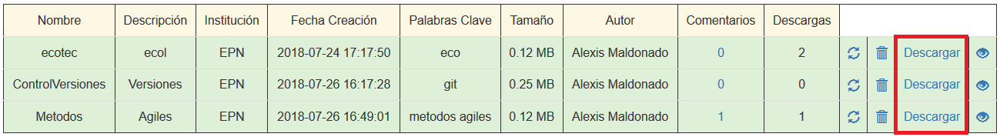 Nombre Descripción Institución Fecha Creación Palabras Clave Tamaño Autor Comentarios Descargas
ecotec ecol EPN 2018-07-24 17:17:50 eco 0.12 MB Alexis Maldonado 0 2 Descargar
ControlVersiones Versiones EPN 2018-07-26 16:17:28 git 0.25 MB Alexis Maldonado 0 0 Descargar
Metodos Agiles EPN 2018-07-26 16:49:01 metodos agiles 0.12 MB Alexis Maldonado 1 1 Descargar